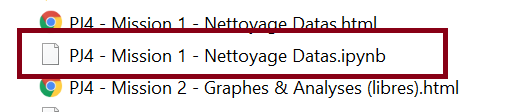 PJ4 - Mission 1 - Nettoyage Datas.html
PJ4 - Mission 1 - Nettoyage Datas.ipynb
PJ4 - Mission 2 - Graphes & Analyses (libres).html